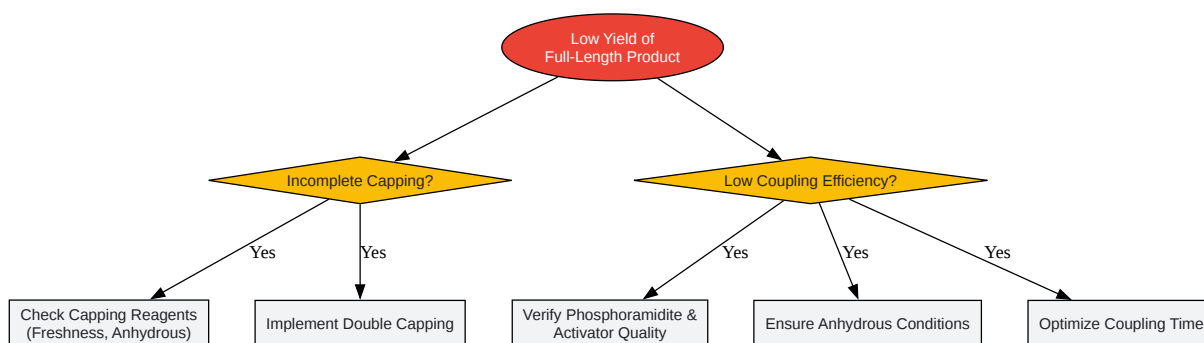 Low Yield of
Full-Length Product
Incomplete Capping?
Low Coupling Efficiency?
Yes
Yes
Yes
Yes
Yes
Check Capping Reagents
(Freshness, Anhydrous)
Implement Double Capping
Verify Phosphoramidite &
Activator Quality
Ensure Anhydrous Conditions
Optimize Coupling Time